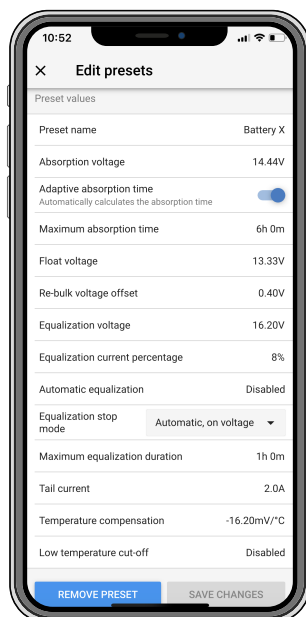 10:52
Edit presets
Preset values
Preset name Battery X
Absorption voltage 14.44V
Adaptive absorption time
Automatically calculates the absorption time
Maximum absorption time 6h 0m
Float voltage 13.33V
Re-bulk voltage offset 0.40V
Equalization voltage 16.20V
Equalization current percentage 8%
Automatic equalization Disabled
Equalization stop
mode Automatic, on voltage
Maximum equalization duration 1h 0m
Tail current 2.0A
Temperature compensation -16.20mV/°C
Low temperature cut-off Disabled
REMOVE PRESET SAVE CHANGES